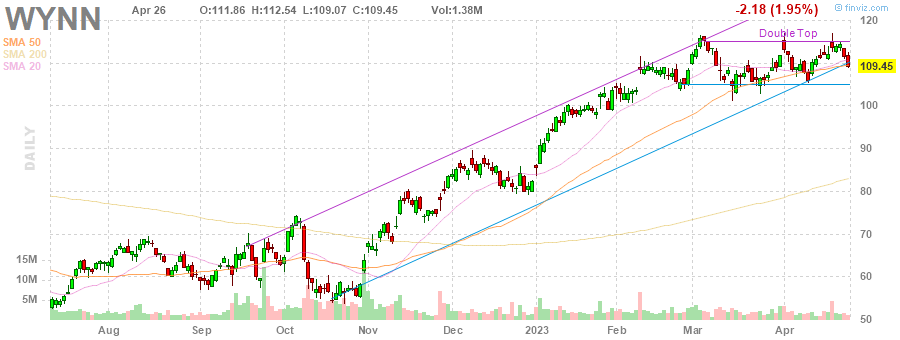 WYNN Apr 26 O:111.86 H:112.54 L:109.07 C:109.45 Vol:1.38M -2.18 (1.95%) © finviz.com
SMA 50
SMA 200
SMA 20
Double Top
120
109.45
100
90
80
70
60
50
DAILY
15M
10M
5M
Aug Sep Oct Nov Dec 2023 Feb Mar Apr